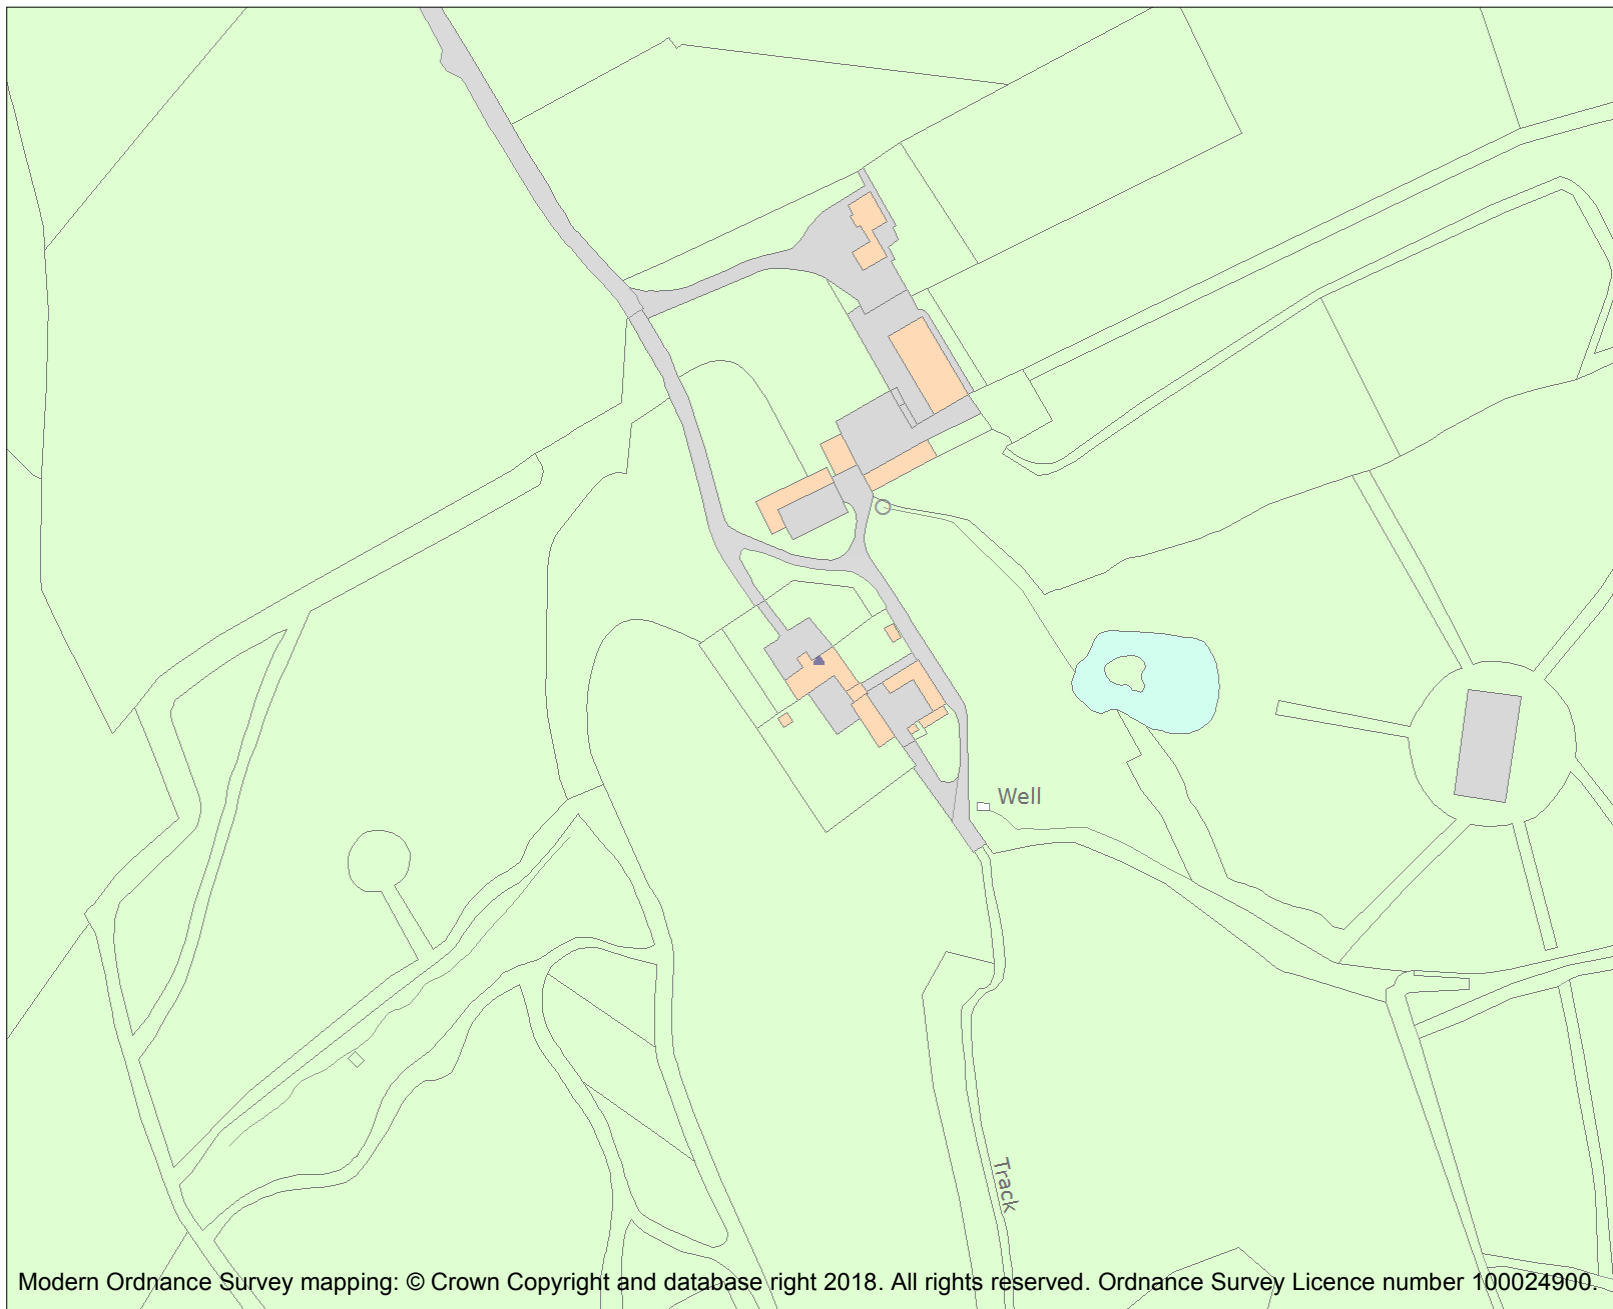 Well
Track
Modern Ordnance Survey mapping: © Crown Copyright and database right 2018. All rights reserved. Ordnance Survey Licence number 100024900.